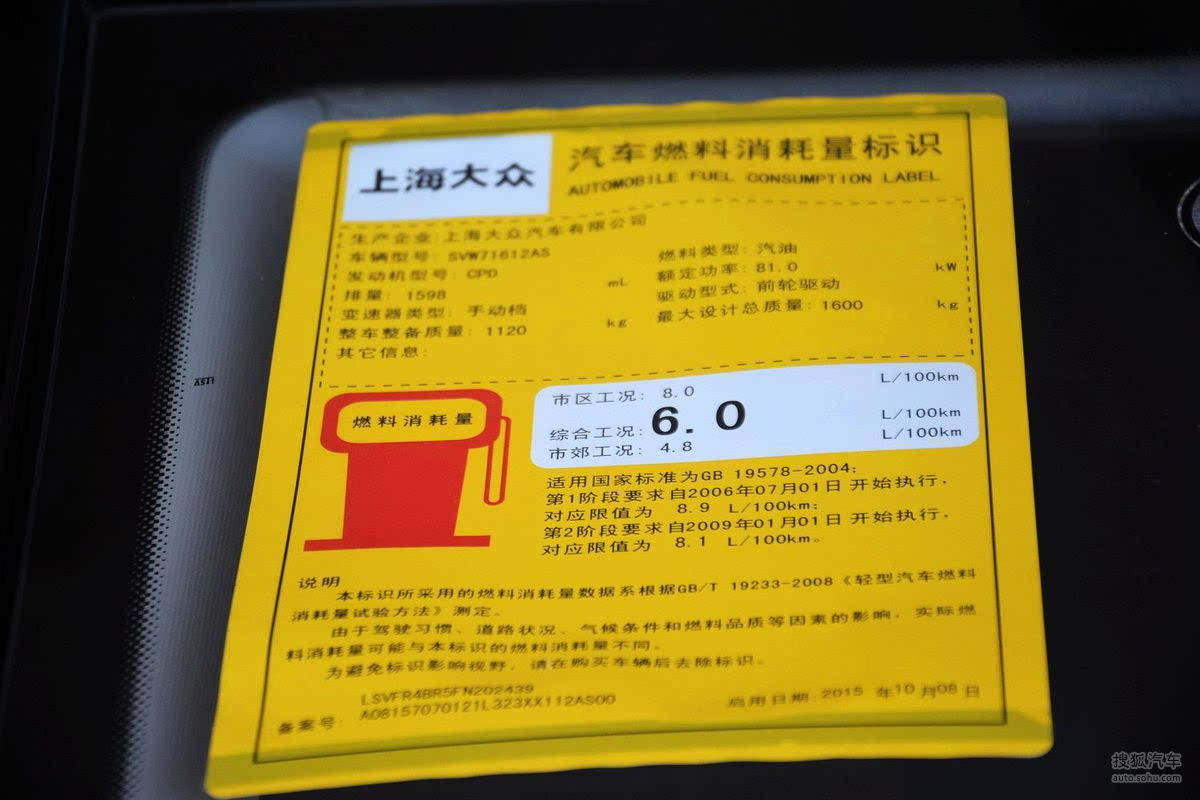 上海大众
汽车燃料消耗量标识
AUTOMOBILE FUEL CONSUMPTION LABEL
生产企业:上海大众汽车有限公司
车辆型号: SVW71612AS
发动机型号: CPD
排量: 1598 mL
变速器类型: 手动档
整车整备质量: 1120 kg
其它信息:
燃料类型: 汽油
额定功率: 81.0 kW
驱动型式: 前轮驱动
最大设计总质量: 1600 kg
燃料消耗量
市区工况: 8.0 L/100km
综合工况: 6.0 L/100km
市郊工况: 4.8 L/100km
适用国家标准为GB 19578-2004;
第1阶段要求自2006年07月01日 开始执行,
对应限值为 8.9 L/100km;
第2阶段要求自2009年01月01日 开始执行,
对应限值为 8.1 L/100km。
说明
本标识所采用的燃料消耗量数据系根据GB/T 19233-2008《轻型汽车燃料
消耗量试验方法》测定。
由于驾驶习惯、道路状况、气候条件和燃料品质等因素的影响, 实际燃
料消耗量可能与本标识的燃料消耗量不同。
为避免标识影响视野, 请在购买车辆后去除标识。
LSVFR4BR5FN202439
备案号: A08157070121L323XX112AS00
启用日期:2015 年10 月08 日
搜狐汽车
auto.sohu.com